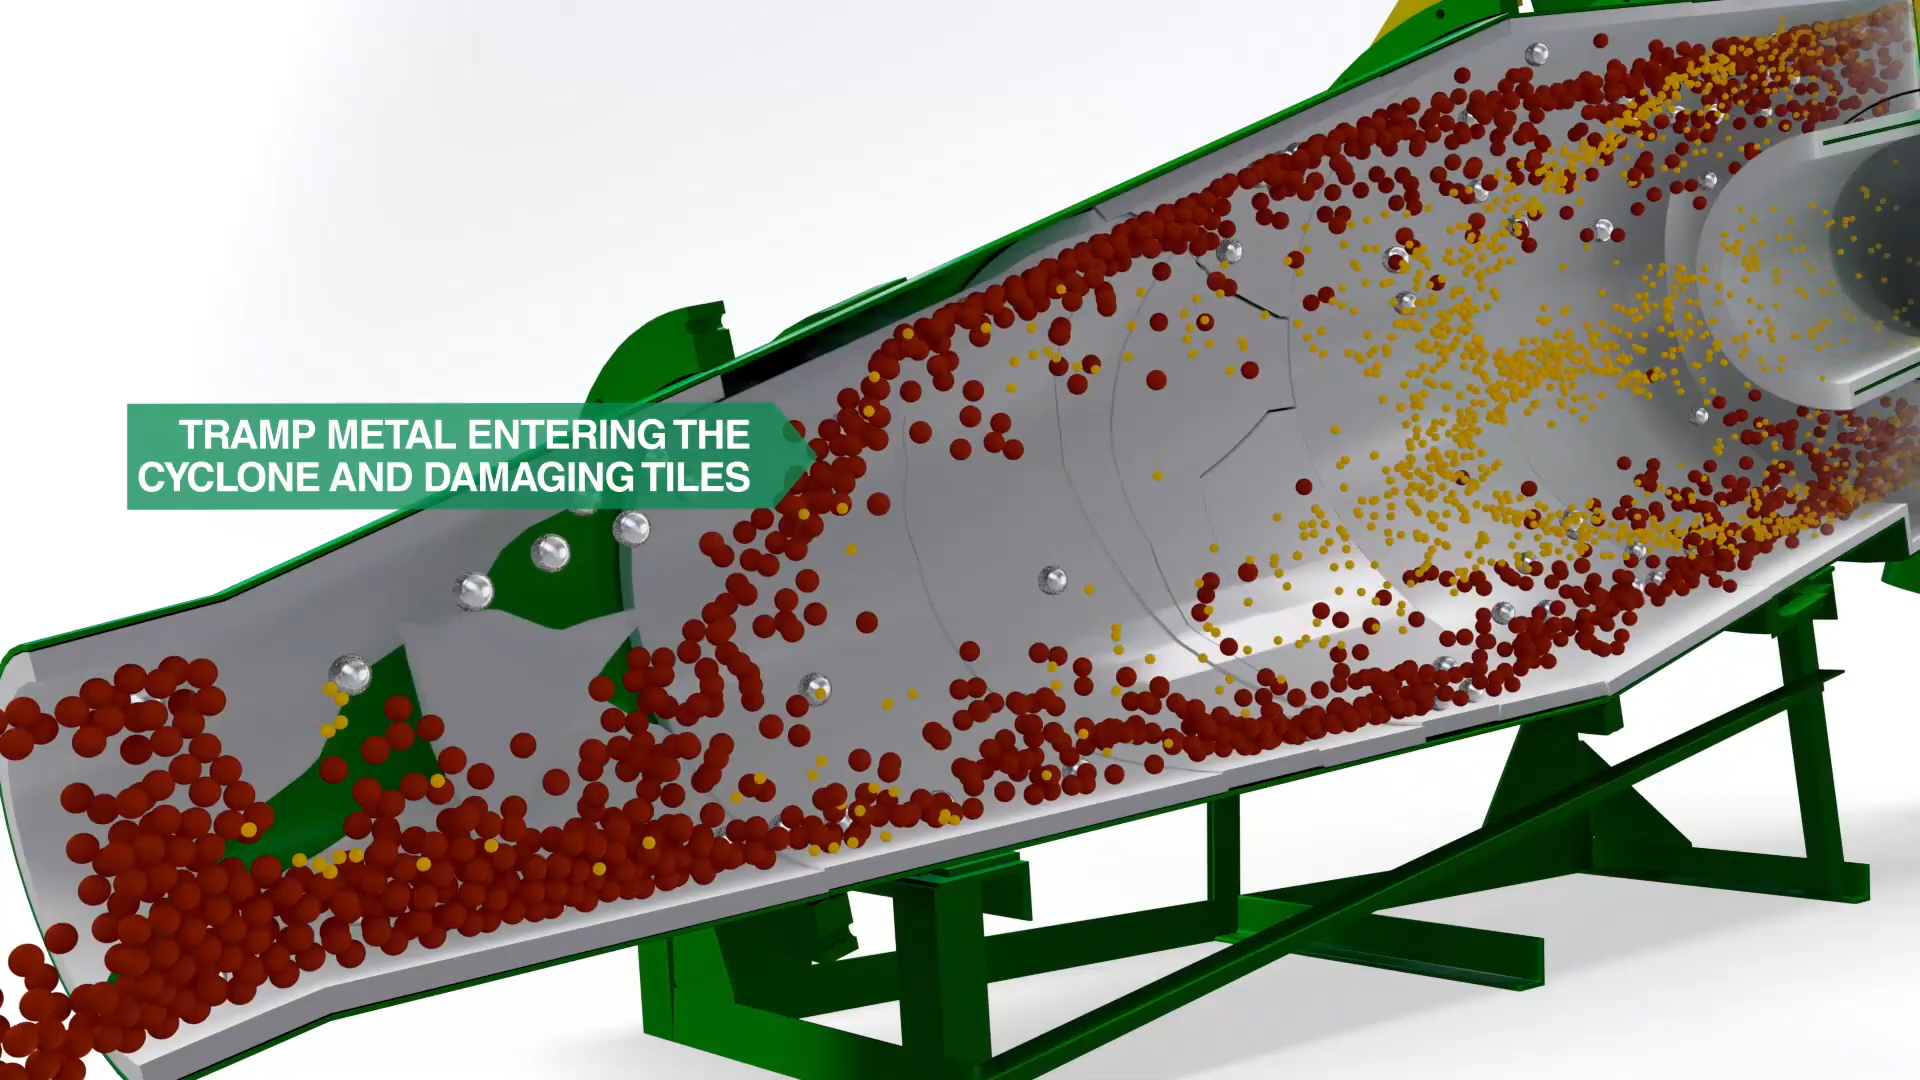 TRAMP METAL ENTERING THE
CYCLONE AND DAMAGING TILES